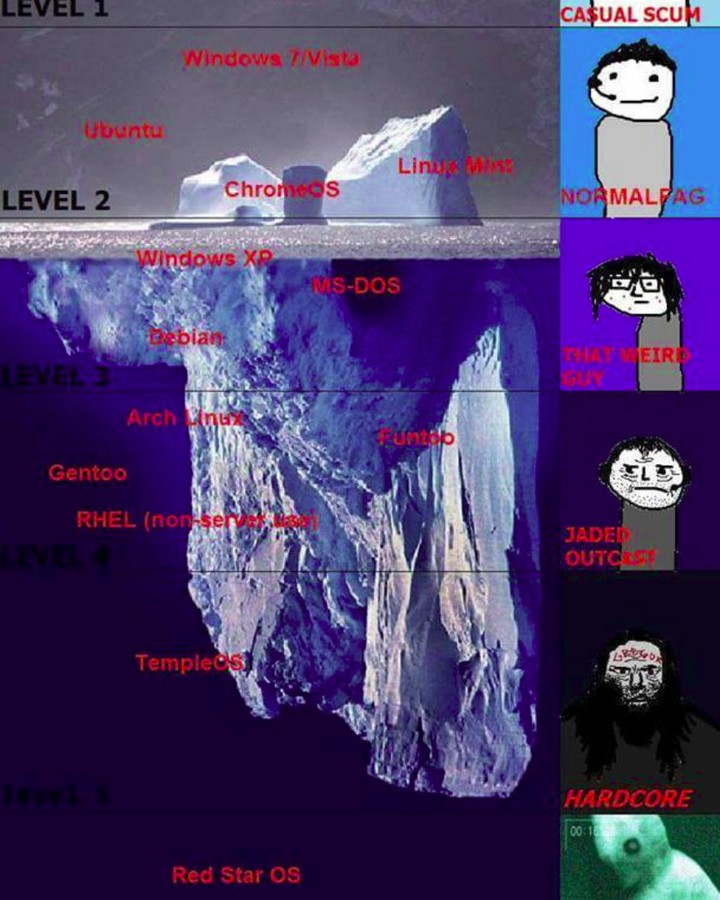 LEVEL 1
CASUAL SCUM
Windows 7/Vista
Ubuntu
Linux Mint
ChromeOS
LEVEL 2
NORMALFAG
Windows XP
MS-DOS
Debian
THAT WEIRD
GUY
LEVEL 3
Arch Linux
Funtoo
Gentoo
RHEL (non-server use)
JADED
OUTCAST
LEVEL 4
TempleOS
level 5
HARDCORE
Red Star OS